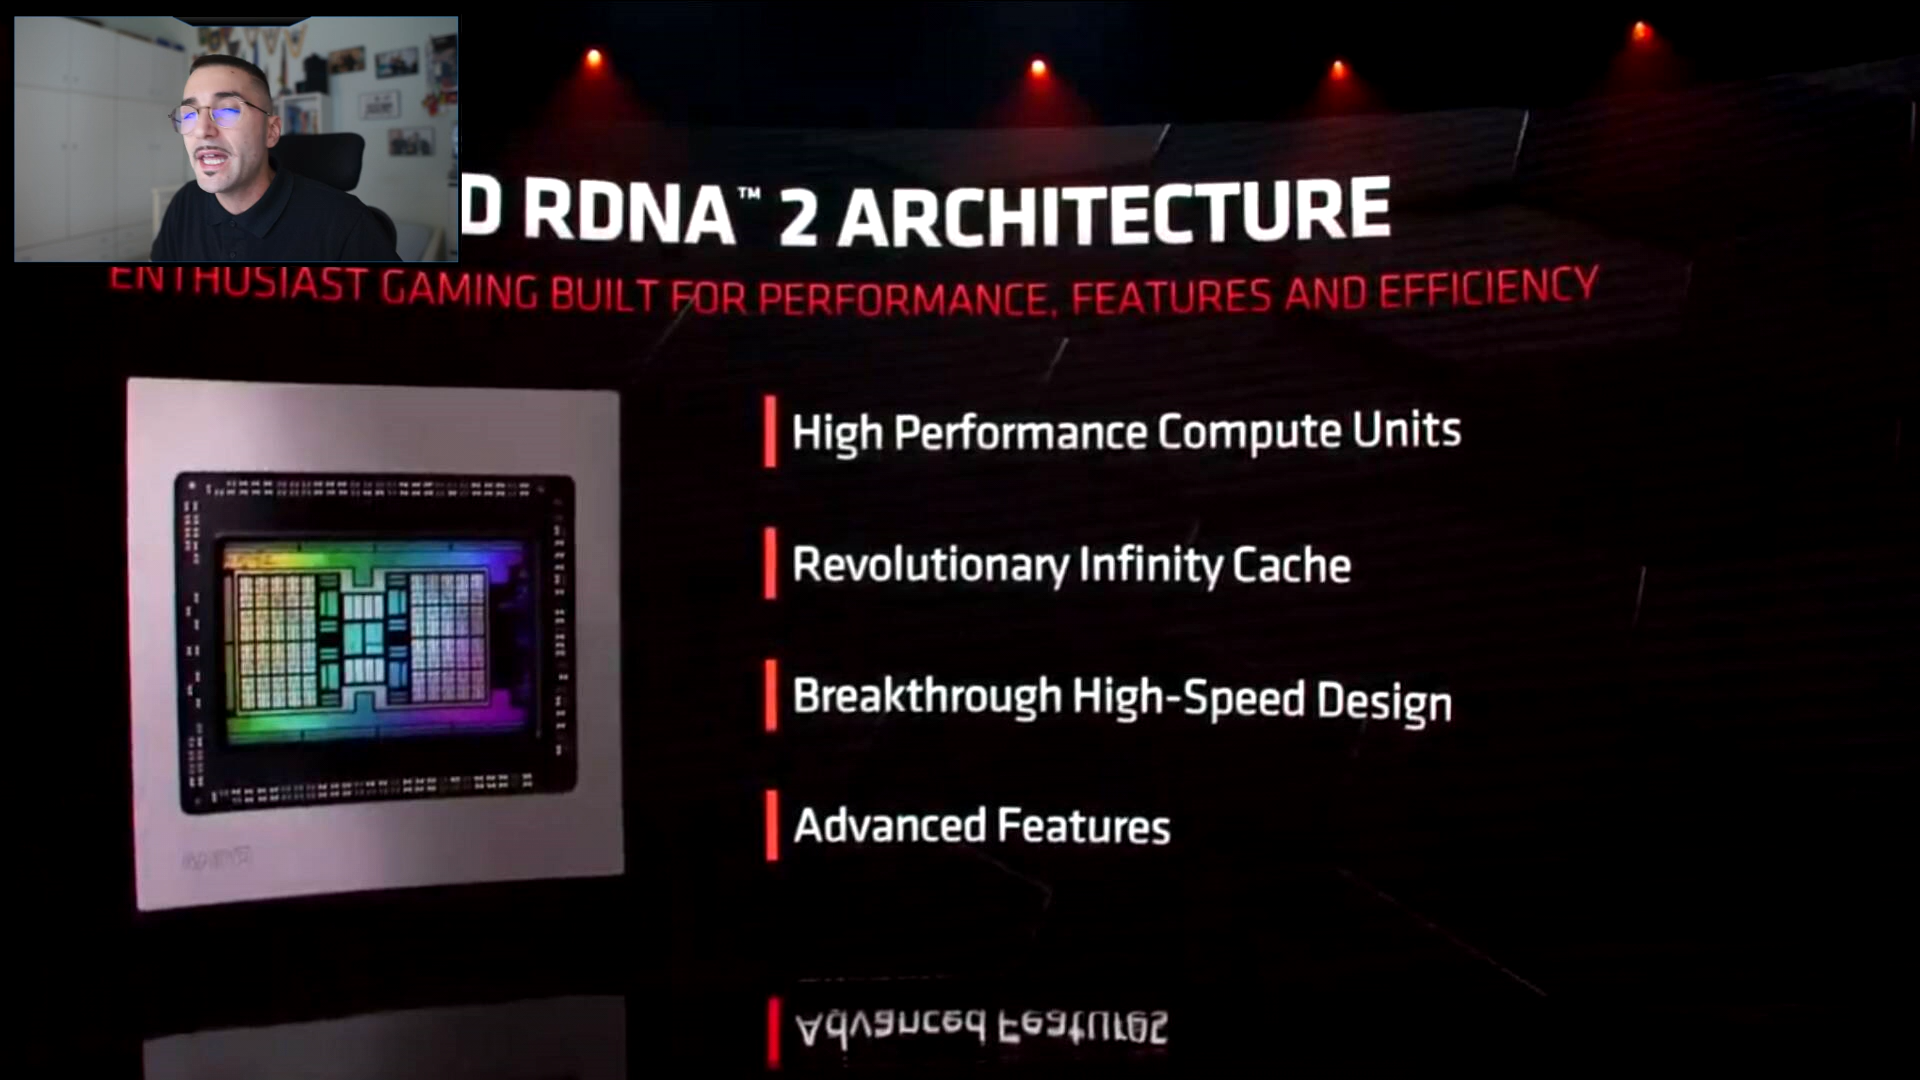 D RDNA™ 2 ARCHITECTURE
ENTHUSIAST GAMING BUILT FOR PERFORMANCE, FEATURES AND EFFICIENCY
High Performance Compute Units
Revolutionary Infinity Cache
Breakthrough High-Speed Design
Advanced Features
AMD
Advanced Features